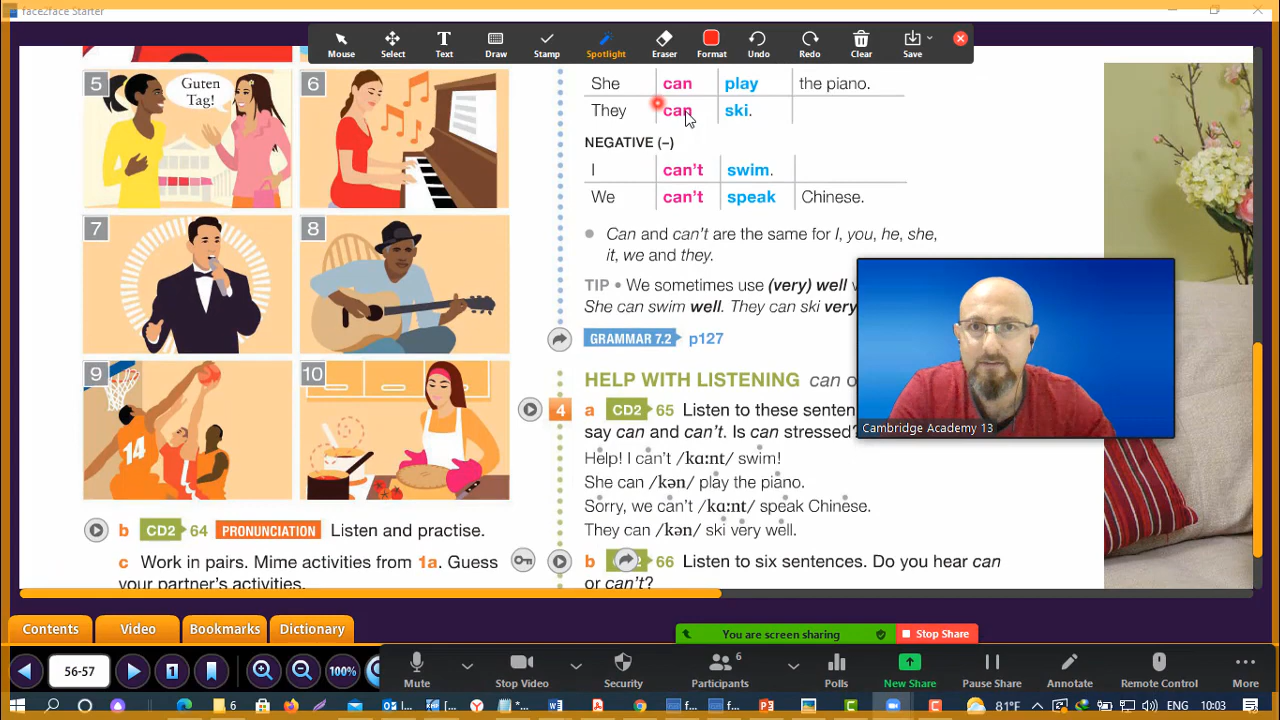 face2face Starter
Mouse Select Text Draw Stamp Spotlight Eraser Format Undo Redo Clear Save
5 Guten Tag! 6
7 8
9 14 10
b CD2 64 PRONUNCIATION Listen and practise.
c Work in pairs. Mime activities from 1a. Guess
your partner's activities.
She can play the piano.
They can ski.
NEGATIVE (–)
I can't swim.
We can't speak Chinese.
● Can and can't are the same for I, you, he, she,
it, we and they.
TIP • We sometimes use (very) well
She can swim well. They can ski very
GRAMMAR 7.2 p127
HELP WITH LISTENING can
4 a CD2 65 Listen to these
say can and can't. Is can stressed?
Help! I can't /kɑːnt/ swim!
She can /kən/ play the piano.
Sorry, we can't /kɑːnt/ speak Chinese.
They can /kən/ ski very well.
b 66 Listen to six sentences. Do you hear can
or can't?
Cambridge Academy 13
Contents Video Bookmarks Dictionary
You are screen sharing Stop Share
56-57 1 100%
Mute Stop Video Security Participants 6 Polls New Share Pause Share Annotate Remote Control More
6 81°F ENG 10:03